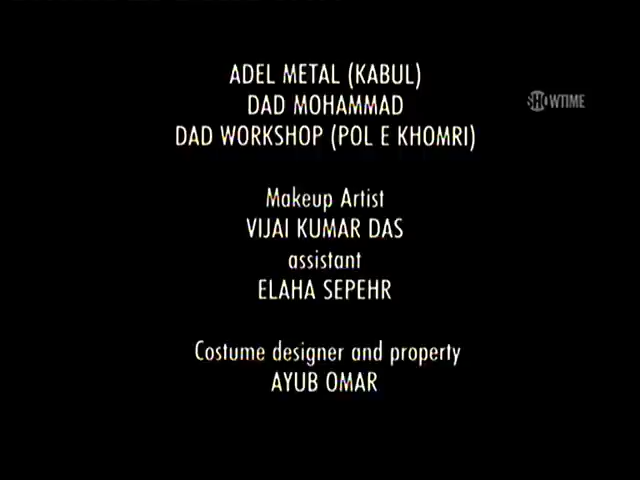 ADEL METAL (KABUL)
DAD MOHAMMAD
SHOWTIME
DAD WORKSHOP (POL E KHOMRI)
Makeup Artist
VIJAI KUMAR DAS
assistant
ELAHA SEPEHR
Costume designer and property
AYUB OMAR